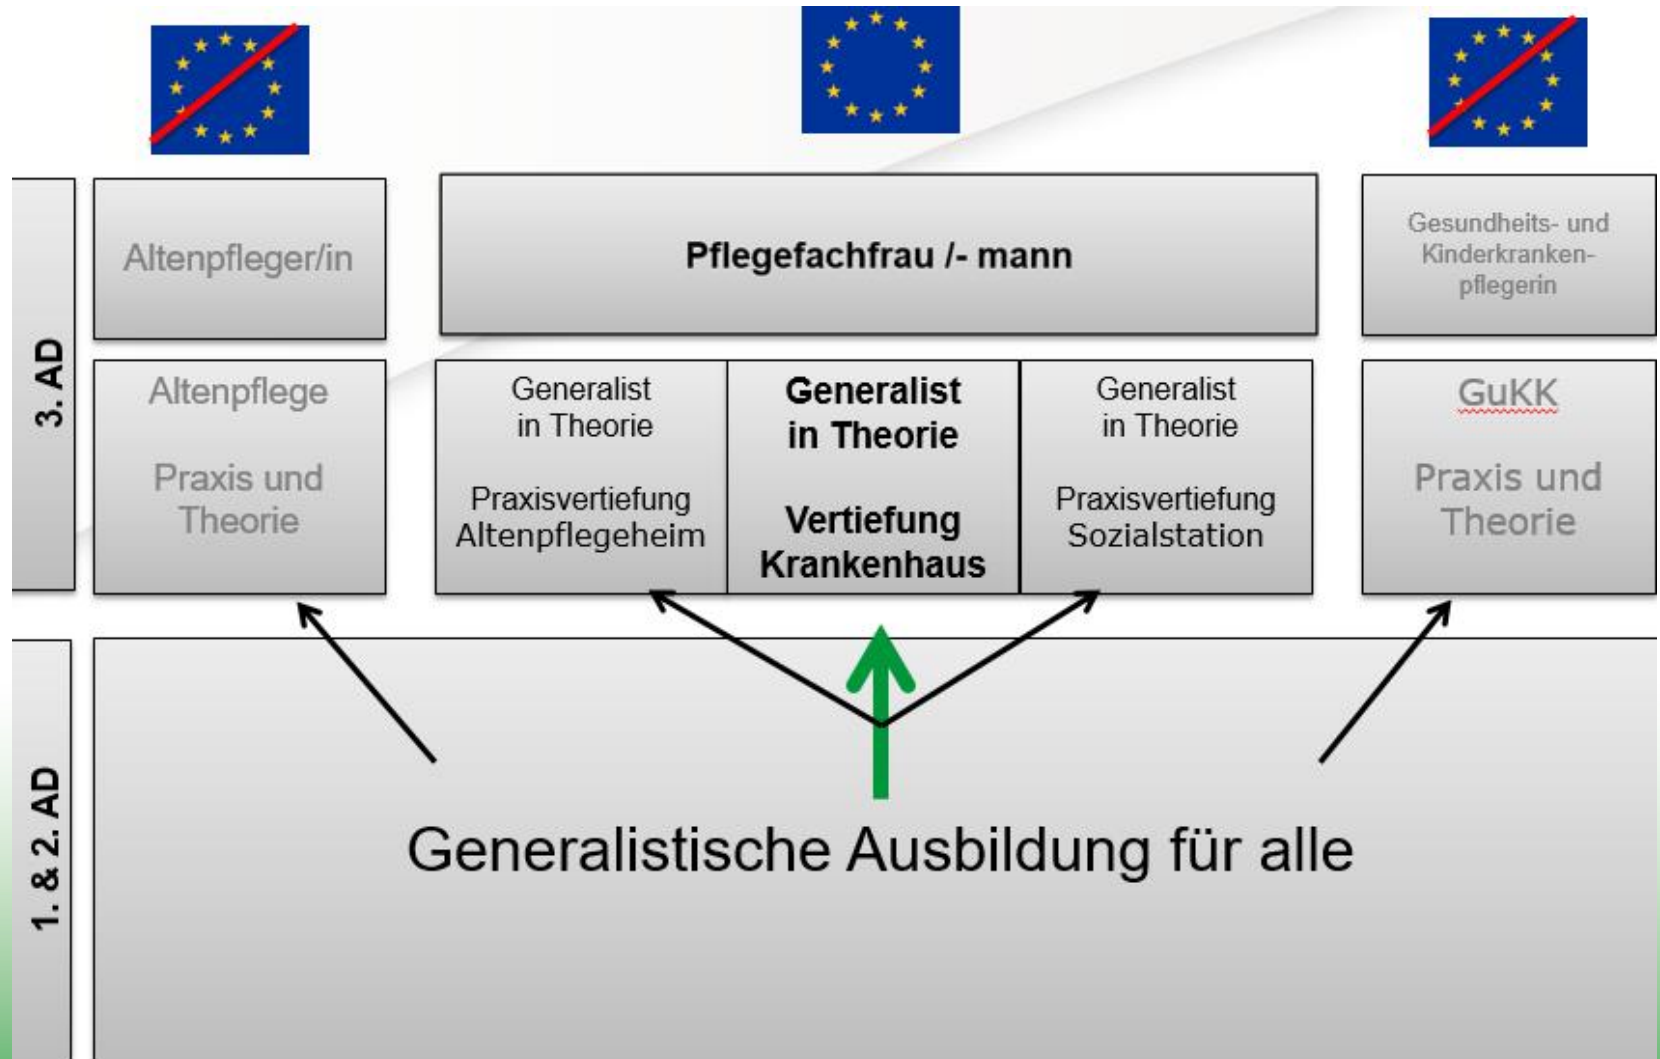 3. AD
Altenpfleger/in
Pflegefachfrau /- mann
Gesundheits- und
Kinderkranken-
pflegerin
Altenpflege
Praxis und
Theorie
Generalist
in Theorie
Praxisvertiefung
Altenpflegeheim
Generalist
in Theorie
Vertiefung
Krankenhaus
Generalist
in Theorie
Praxisvertiefung
Sozialstation
GuKK
Praxis und
Theorie
1. & 2. AD
Generalistische Ausbildung für alle